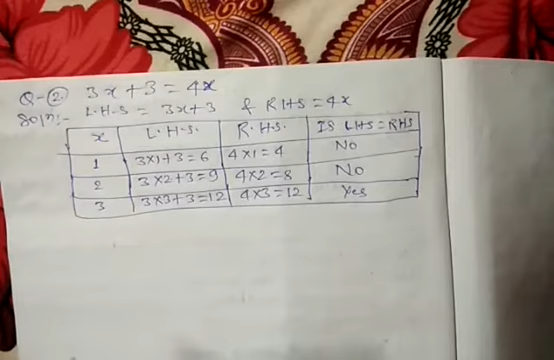 Q-② 3x+3 = 4x
Soln:- L.H.S = 3x+3 & RHS = 4x
x L.H.S. R.H.S. Is LHS=RHS
1 3×1+3=6 4×1=4 No
2 3×2+3=9 4×2=8 No
3 3×3+3=12 4×3=12 Yes